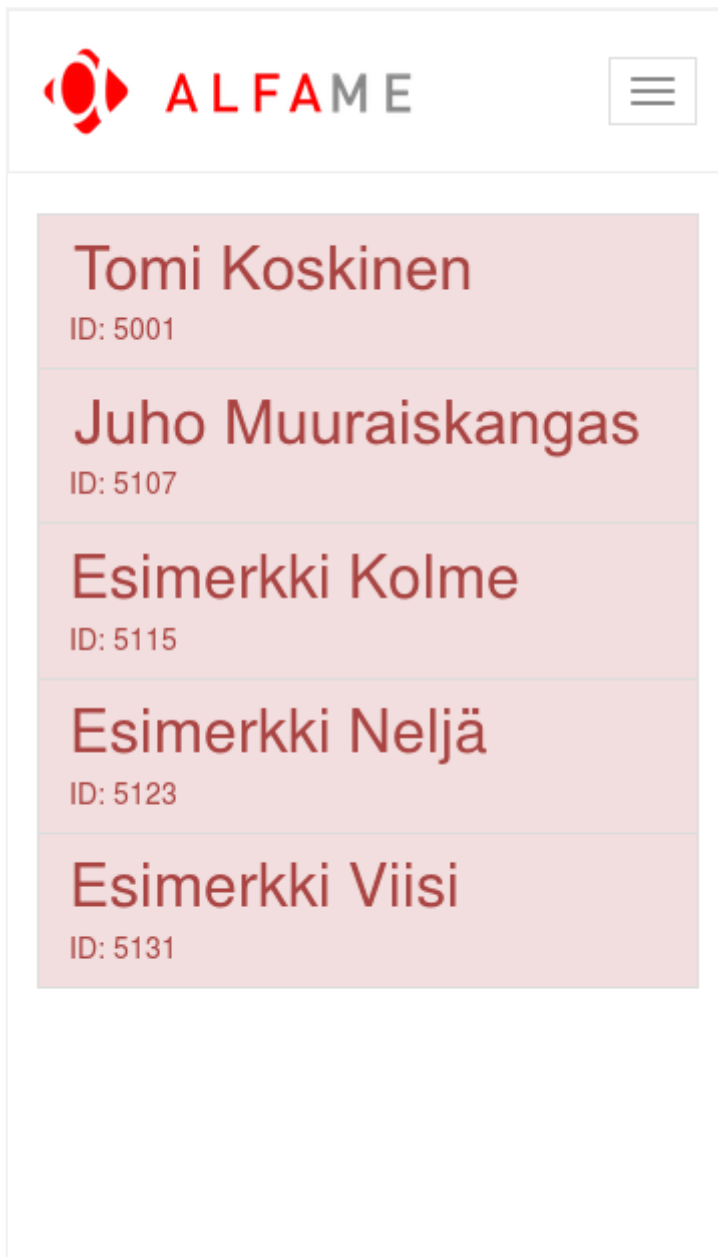 ALFAME
Tomi Koskinen
ID: 5001
Juho Muuraiskangas
ID: 5107
Esimerkki Kolme
ID: 5115
Esimerkki Neljä
ID: 5123
Esimerkki Viisi
ID: 5131